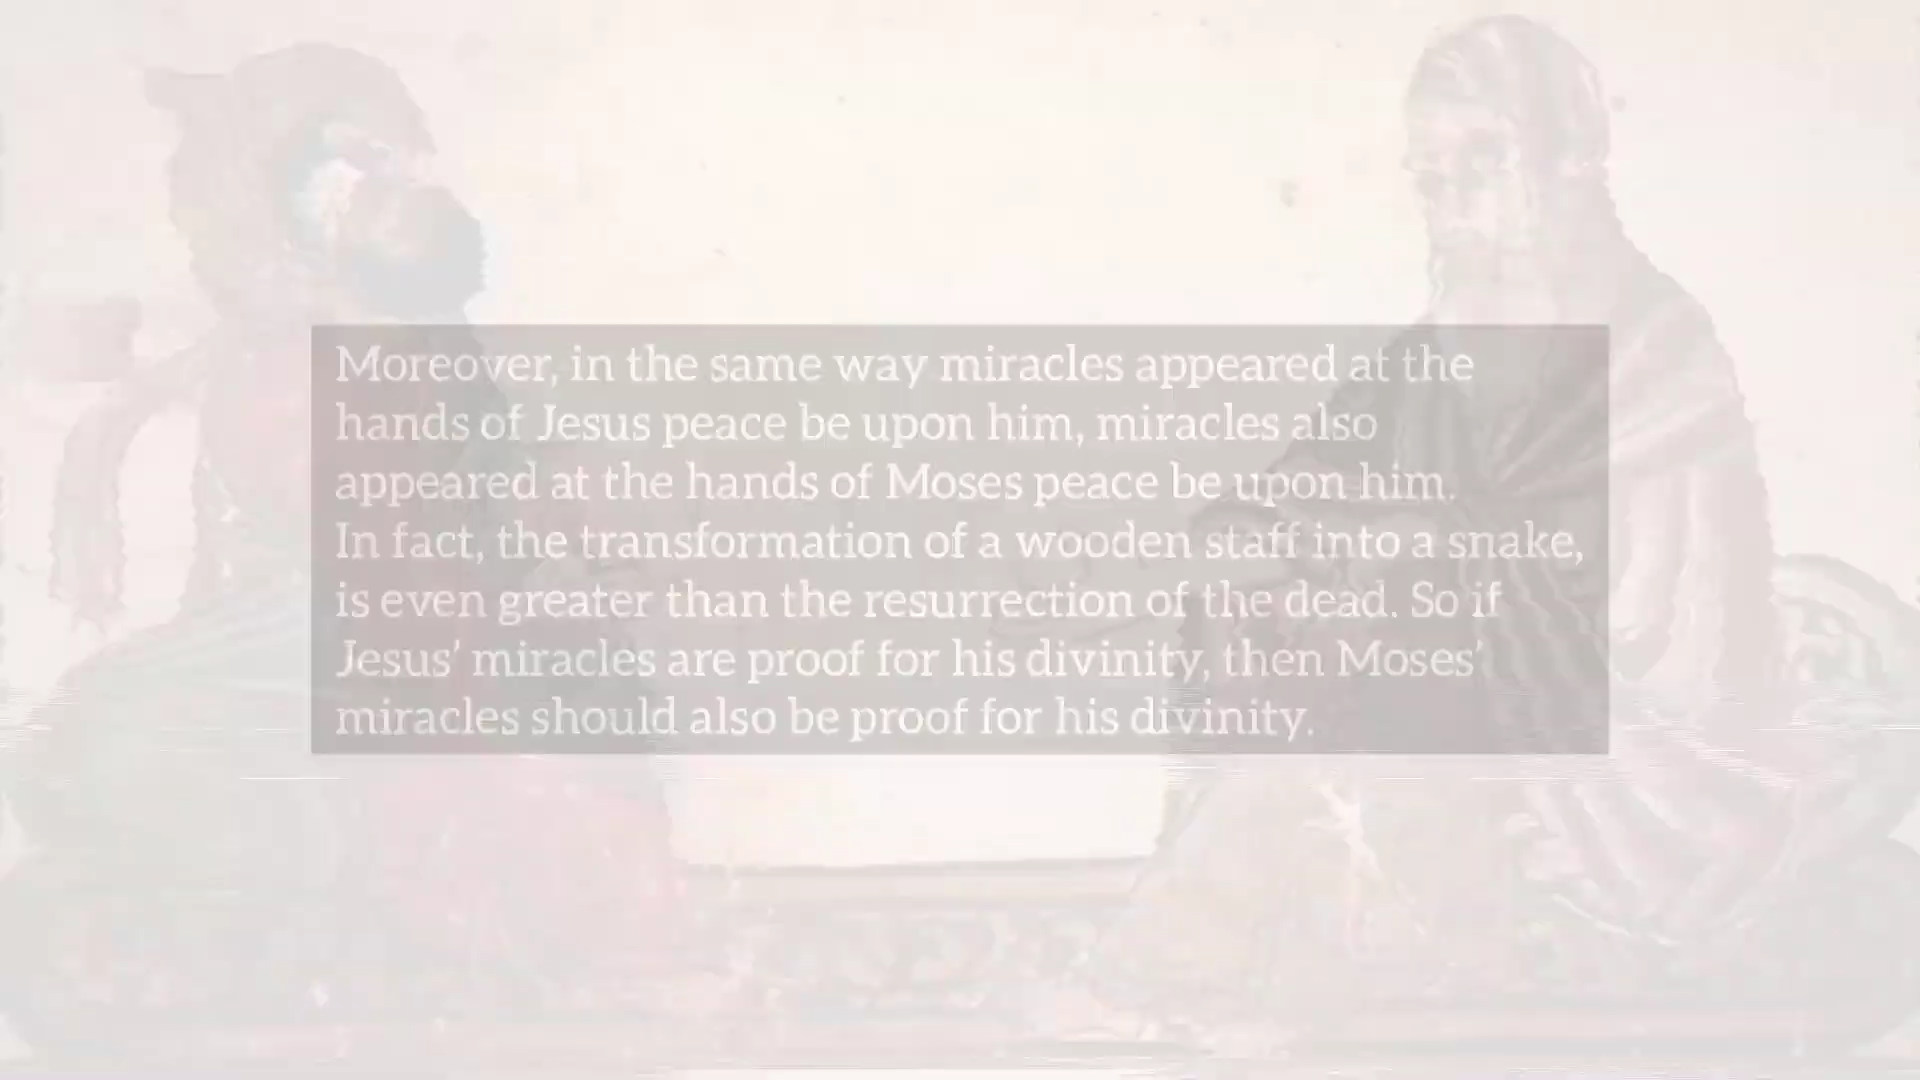 Moreover, in the same way miracles appeared at the
hands of Jesus peace be upon him, miracles also
appeared at the hands of Moses peace be upon him.
In fact, the transformation of a wooden staff into a snake,
is even greater than the resurrection of the dead. So if
Jesus’ miracles are proof for his divinity, then Moses’
miracles should also be proof for his divinity.